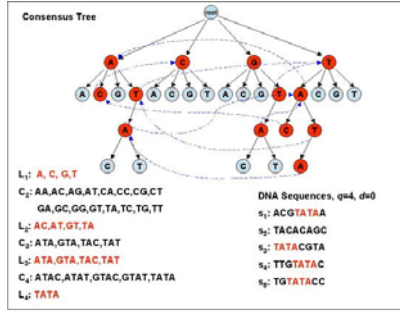 Consensus Tree
root
A C G T
A C G T A C G T A C G T A C G T
A A C T
C T C T A
L₁: A, C, G,T
C₂: AA,AC,AG,AT,CA,CC,CG,CT
GA,GC,GG,GT,TA,TC,TG,TT
L₂: AC,AT,GT,TA
C₃: ATA,GTA,TAC,TAT
L₃: ATA,GTA,TAC,TAT
C₄: ATAC,ATAT,GTAC,GTAT,TATA
L₄: TATA
DNA Sequences, q=4, d=0
s₁: ACGTATAA
s₂: TACACAGC
s₃: TATACGTA
s₄: TTGTATAC
s₅: TGTATACC